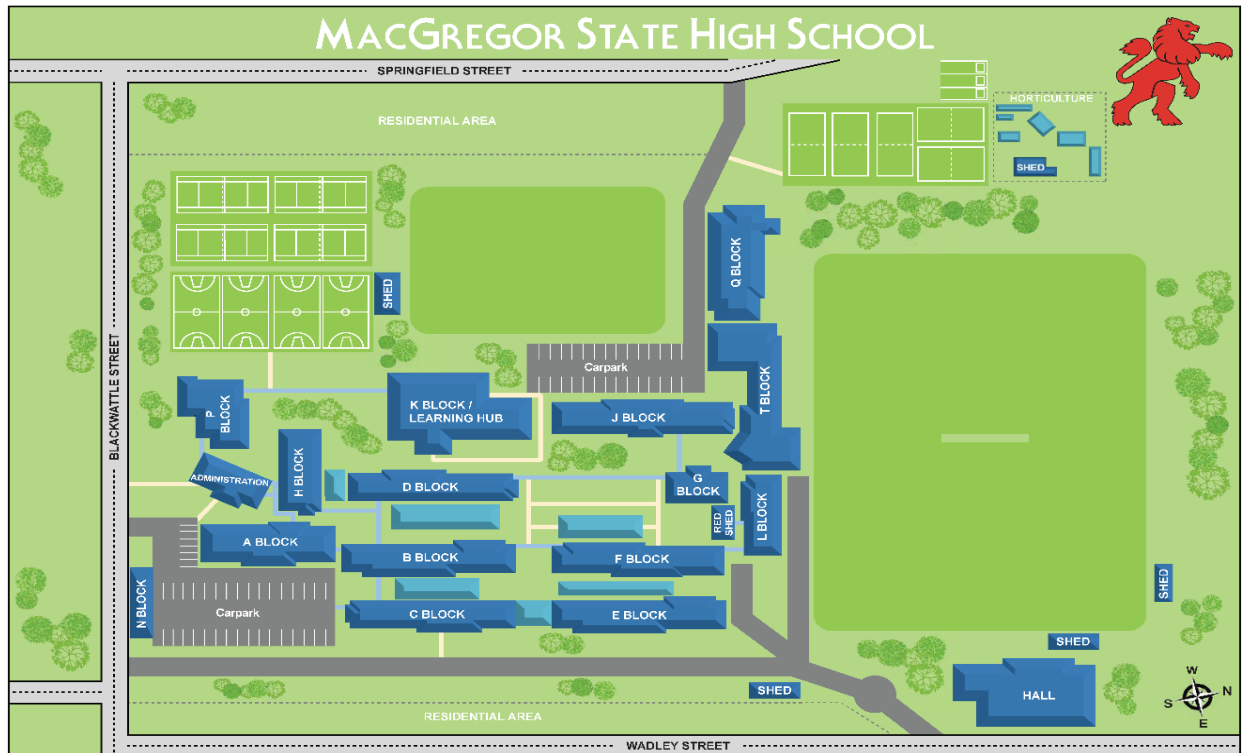 MACGREGOR STATE HIGH SCHOOL
SPRINGFIELD STREET
RESIDENTIAL AREA
HORTICULTURE
SHED
Q BLOCK
SHED
BLACKWATTLE STREET
Carpark
P
BLOCK
K BLOCK /
LEARNING HUB
J BLOCK
T BLOCK
ADMINISTRATION
H BLOCK
D BLOCK
G
BLOCK
L BLOCK
RED
SHED
A BLOCK
B BLOCK
F BLOCK
N BLOCK
Carpark
C BLOCK
E BLOCK
SHED
SHED
HALL
SHED
W
N
S
E
RESIDENTIAL AREA
WADLEY STREET